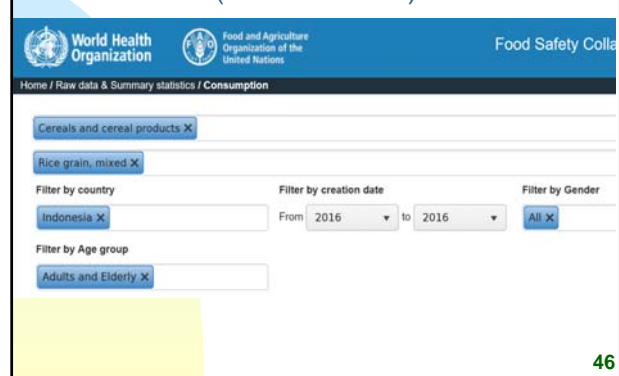 World Health
Organization
Food and Agriculture
Organization of the
United Nations
Food Safety Colla
Home / Raw data & Summary statistics / Consumption
Cereals and cereal products X
Rice grain, mixed X
Filter by country
Filter by creation date
Filter by Gender
Indonesia X
From 2016 to 2016
All X
Filter by Age group
Adults and Elderly X
46